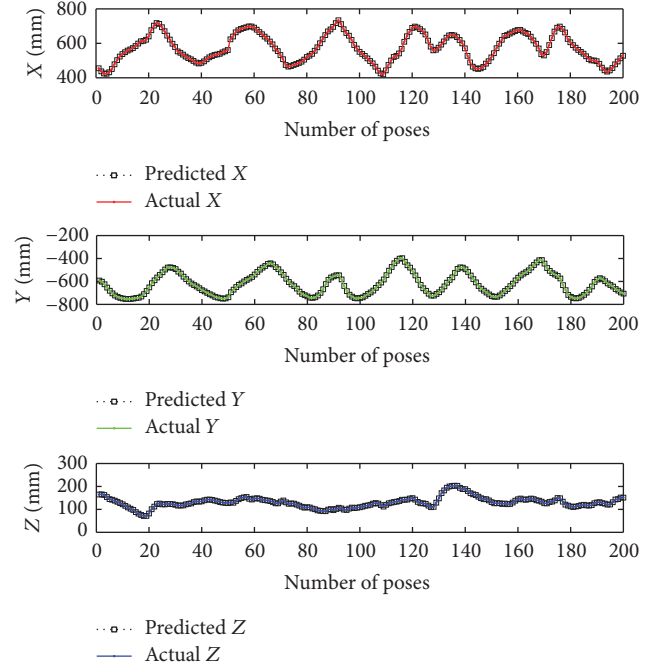 800
600
400
X (mm)
0 20 40 60 80 100 120 140 160 180 200
Number of poses
Predicted X
Actual X
−200
−400
−600
−800
Y (mm)
0 20 40 60 80 100 120 140 160 180 200
Number of poses
Predicted Y
Actual Y
300
200
100
0
Z (mm)
0 20 40 60 80 100 120 140 160 180 200
Number of poses
Predicted Z
Actual Z